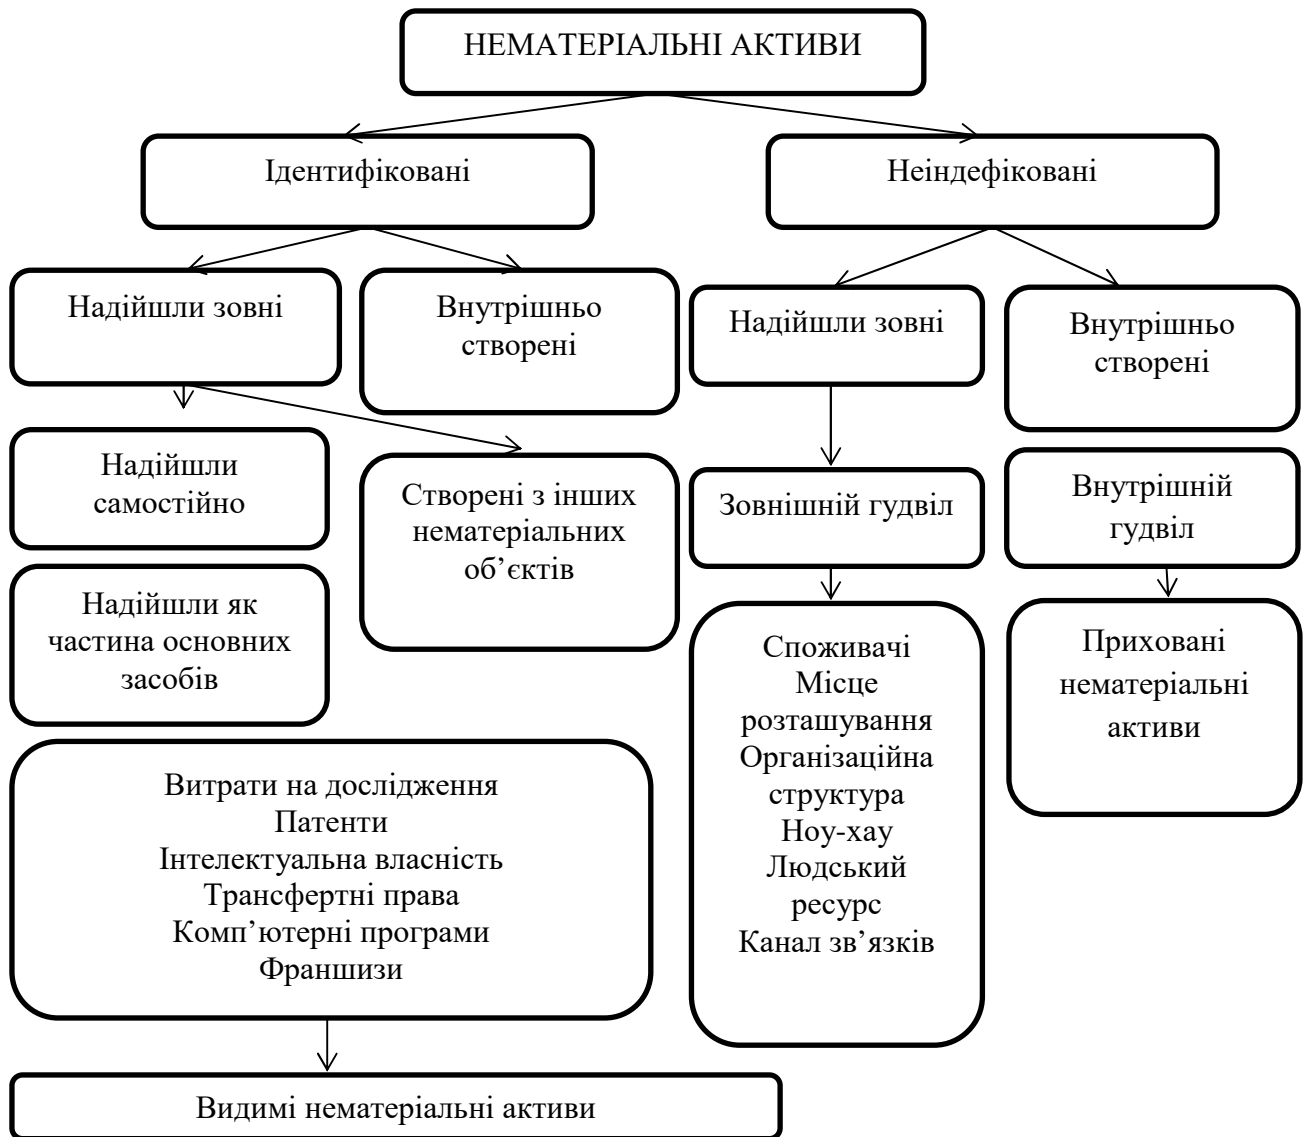 НЕМАТЕРІАЛЬНІ АКТИВИ
Ідентифіковані
Неіндефіковані
Надійшли зовні
Внутрішньо
створені
Надійшли зовні
Внутрішньо
створені
Надійшли
самостійно
Створені з інших
нематеріальних
об’єктів
Зовнішній гудвіл
Внутрішній
гудвіл
Надійшли як
частина основних
засобів
Споживачі
Місце
розташування
Організаційна
структура
Ноу-хау
Людський
ресурс
Канал зв’язків
Приховані
нематеріальні
активи
Витрати на дослідження
Патенти
Інтелектуальна власність
Трансфертні права
Комп’ютерні програми
Франшизи
Видимі нематеріальні активи